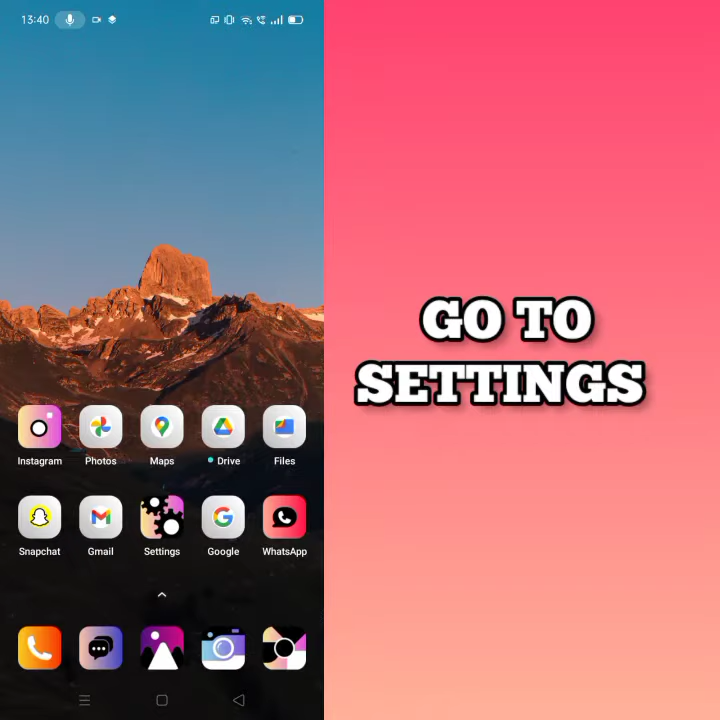 13:40
GO TO
SETTINGS
Instagram Photos Maps Drive Files
Snapchat Gmail Settings Google WhatsApp